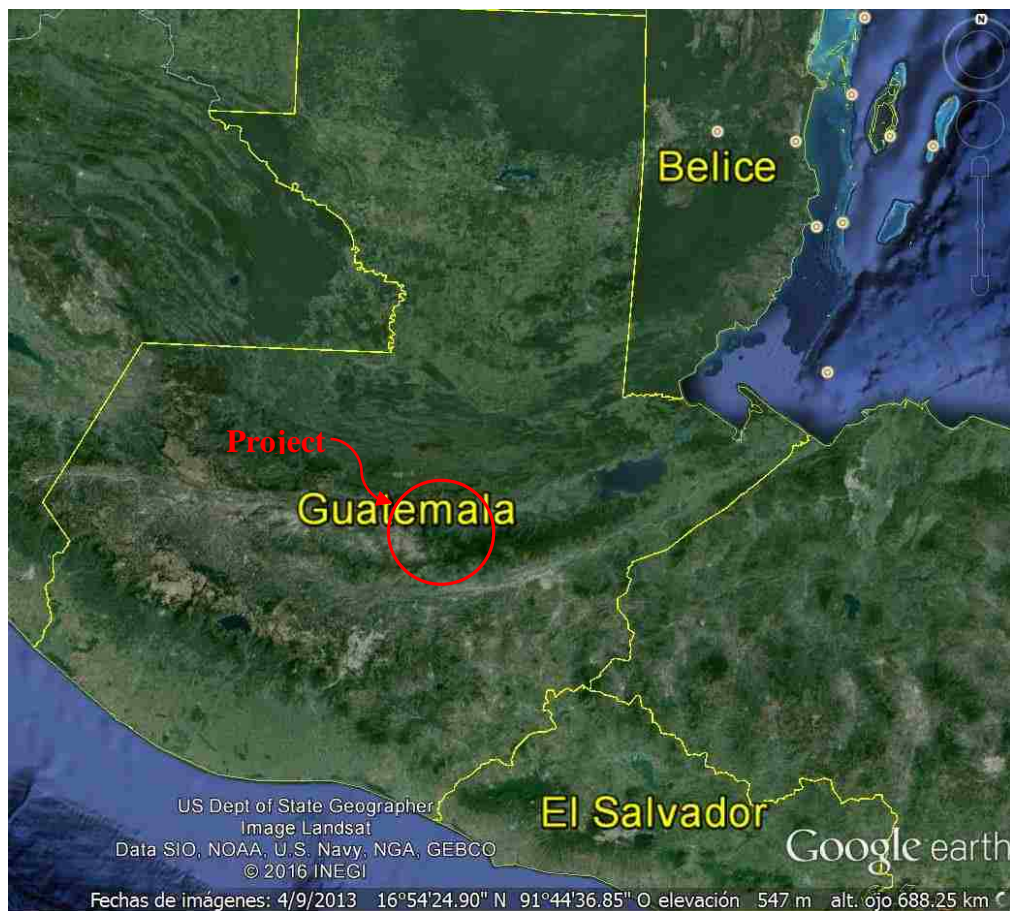 N
Belice
Project
Guatemala
El Salvador
US Dept of State Geographer
Image Landsat
Data SIO, NOAA, U.S. Navy, NGA, GEBCO
© 2016 INEGI
Google earth
Fechas de imágenes: 4/9/2013 16°54'24.90" N 91°44'36.85" O elevación 547 m alt. ojo 688.25 km